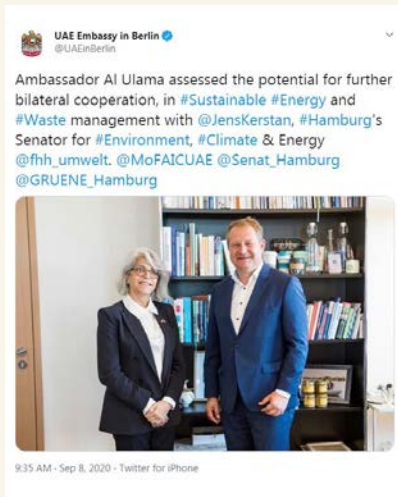 UAE Embassy in Berlin
@UAEinBerlin
Ambassador Al Ulama assessed the potential for further
bilateral cooperation, in #Sustainable #Energy and
#Waste management with @JensKerstan, #Hamburg's
Senator for #Environment, #Climate & Energy
@fhh_umwelt. @MoFAICUAE @Senat_Hamburg
@GRUENE_Hamburg
9:35 AM - Sep 8, 2020 - Twitter for iPhone